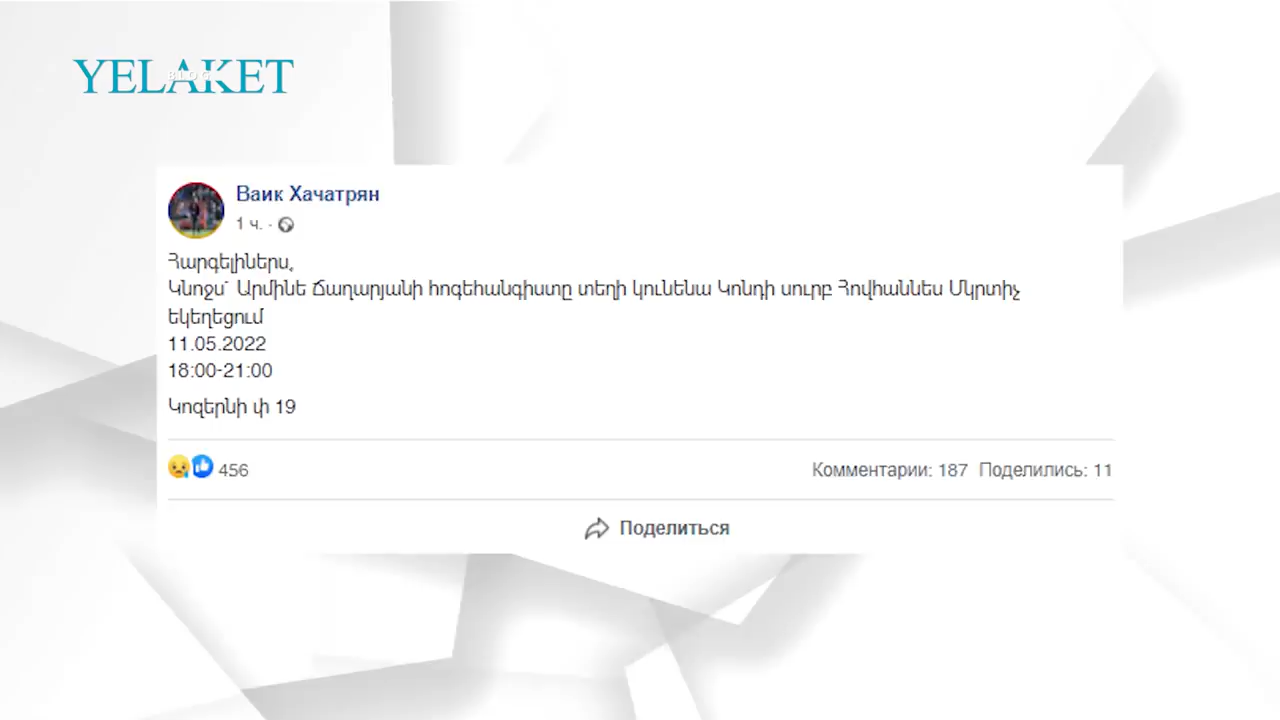 YELAKET
BLOG
Ваик Хачатрян
1 ч. ·
Հարգելիներս,
Կնոջս՝ Արմինե Ճաղարյանի հոգեհանգիստը տեղի կունենա Կոնդի սուրբ Հովհաննես Մկրտիչ
եկեղեցում
11.05.2022
18:00-21:00
Կոզերնի փ 19
456
Комментарии: 187 Поделились: 11
Поделиться